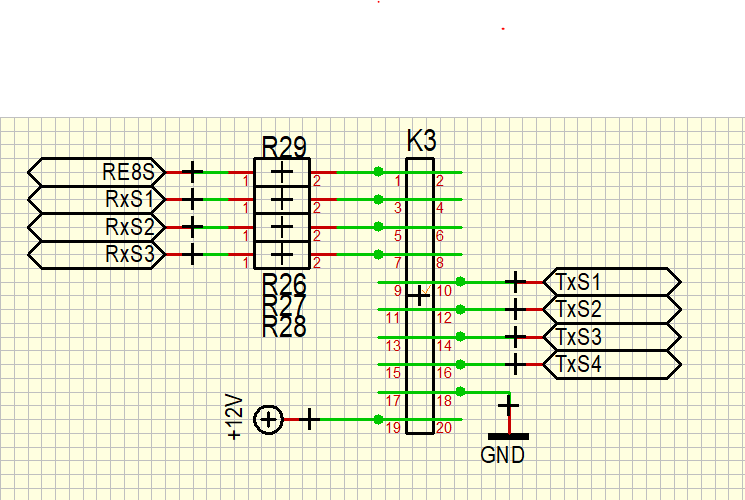 R29 K3
RE8S 1 2 1 2
RxS1 1 2 3 4
RxS2 1 2 5 6
RxS3 1 2 7 8
R26 9 10 TxS1
R27 11 12 TxS2
R28 13 14 TxS3
15 16 TxS4
17 18
+12V 19 20
GND